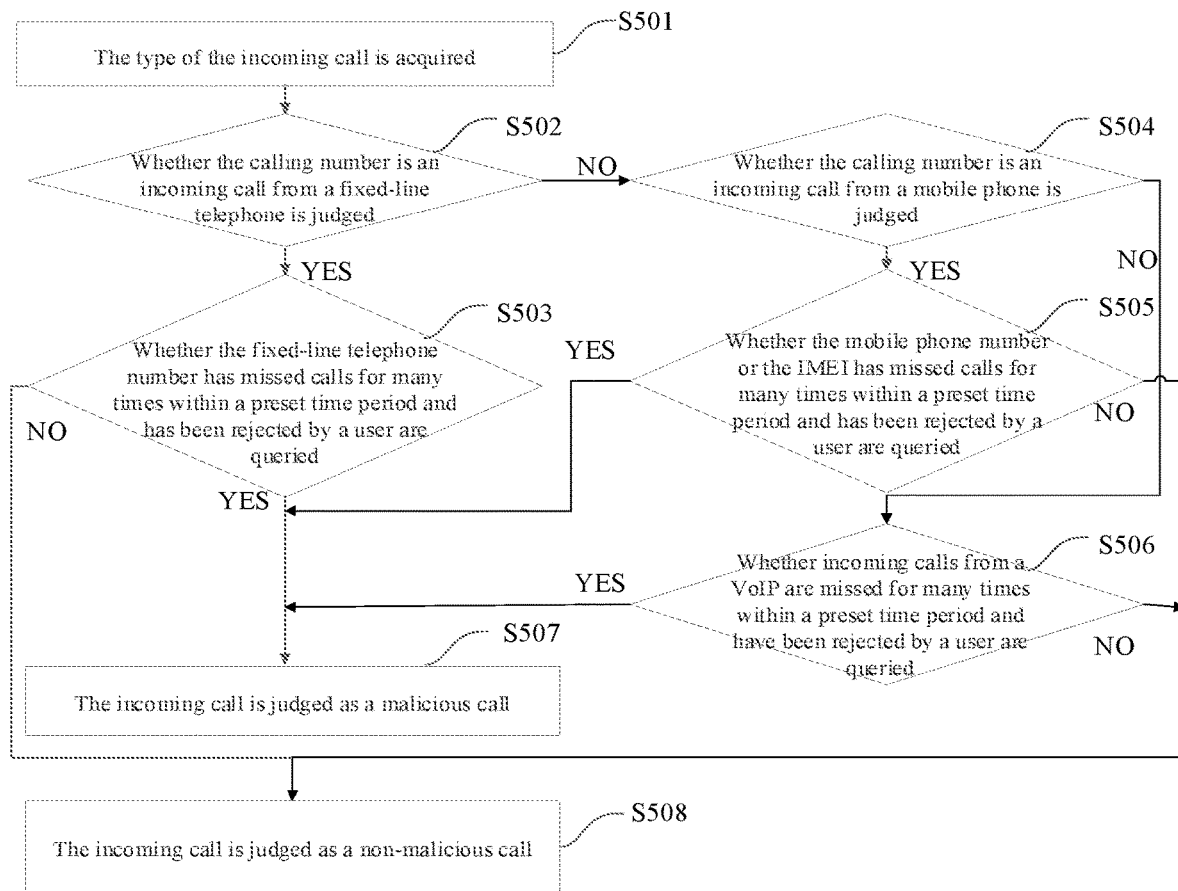 S501
The type of the incoming call is acquired
S502
Whether the calling number is an
incoming call from a fixed-line
telephone is judged
NO
S504
Whether the calling number is an
incoming call from a mobile phone is
judged
YES
YES
NO
S503
Whether the fixed-line telephone
number has missed calls for many
times within a preset time period and
has been rejected by a user are
queried
NO
YES
S505
Whether the mobile phone number
or the IMEI has missed calls for
many times within a preset time
period and has been rejected by a
user are queried
YES
NO
S506
Whether incoming calls from a
VoIP are missed for many times
within a preset time period and
have been rejected by a user are
queried
YES
NO
S507
The incoming call is judged as a malicious call
S508
The incoming call is judged as a non-malicious call